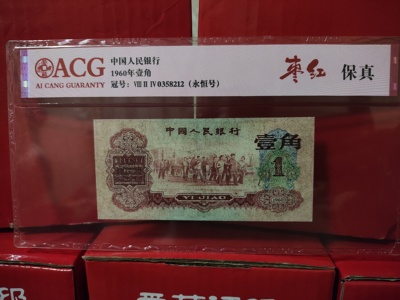 ACG
AI CANG GUARANTY
中国人民银行
1960年壹角
冠号: VIII II IV 0358212 (永恒号)
枣红 保真
中国人民银行
壹角
1
YI JIAO